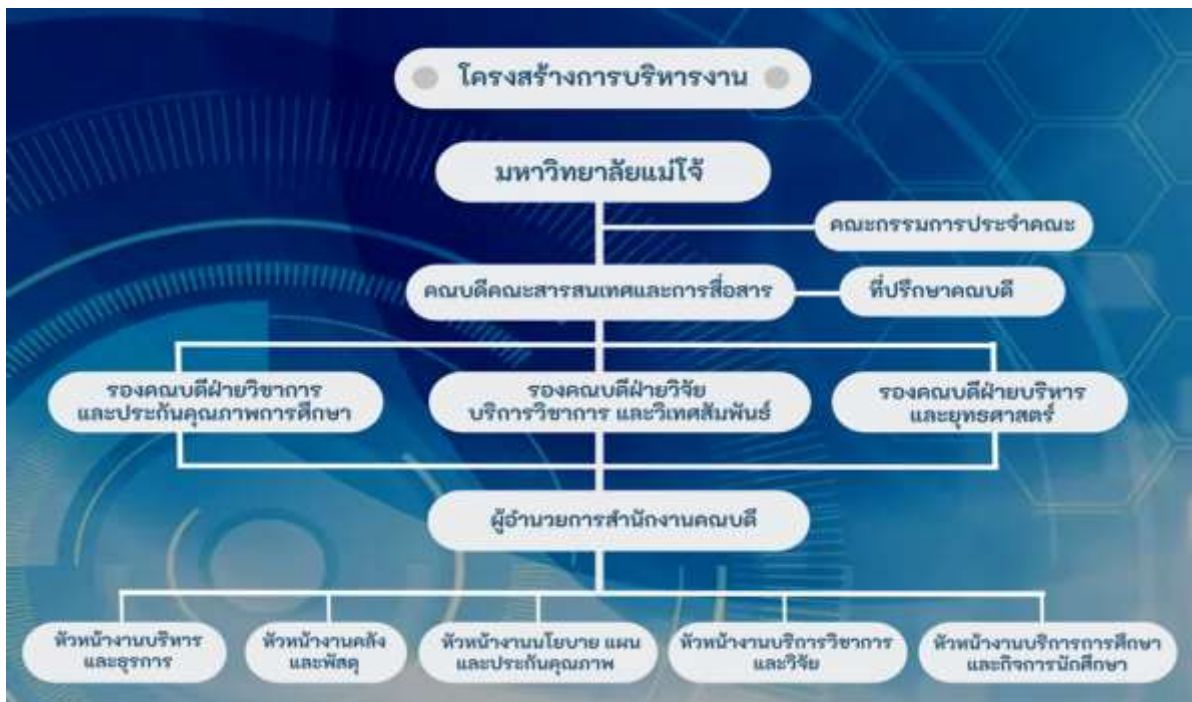 โครงสร้างการบริหารงาน
มหาวิทยาลัยแม่โจ้
คณะกรรมการประจำคณะ
คณบดีคณะสารสนเทศและการสื่อสาร
ที่ปรึกษาคณบดี
รองคณบดีฝ่ายวิชาการ
และประกันคุณภาพการศึกษา
รองคณบดีฝ่ายวิจัย
บริการวิชาการ และวิเทศสัมพันธ์
รองคณบดีฝ่ายบริหาร
และยุทธศาสตร์
ผู้อำนวยการสำนักงานคณบดี
หัวหน้างานบริหาร
และธุรการ
หัวหน้างานคลัง
และพัสดุ
หัวหน้างานนโยบาย แผน
และประกันคุณภาพ
หัวหน้างานบริการวิชาการ
และวิจัย
หัวหน้างานบริการการศึกษา
และกิจการนักศึกษา